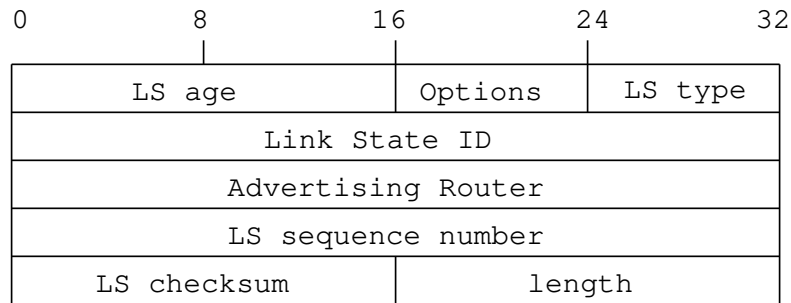 0 8 16 24 32
LS age Options LS type
Link State ID
Advertising Router
LS sequence number
LS checksum length